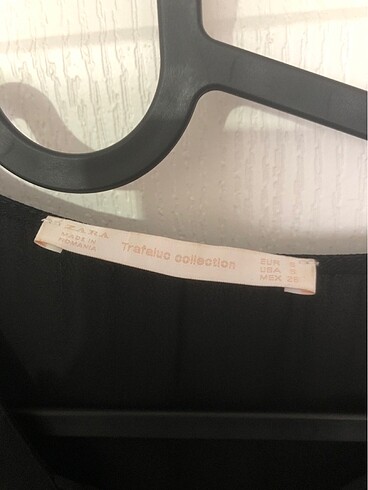 ZARA
MADE IN
ROMANIA
Trafaluc collection
EUR S
USA S
MEX 26